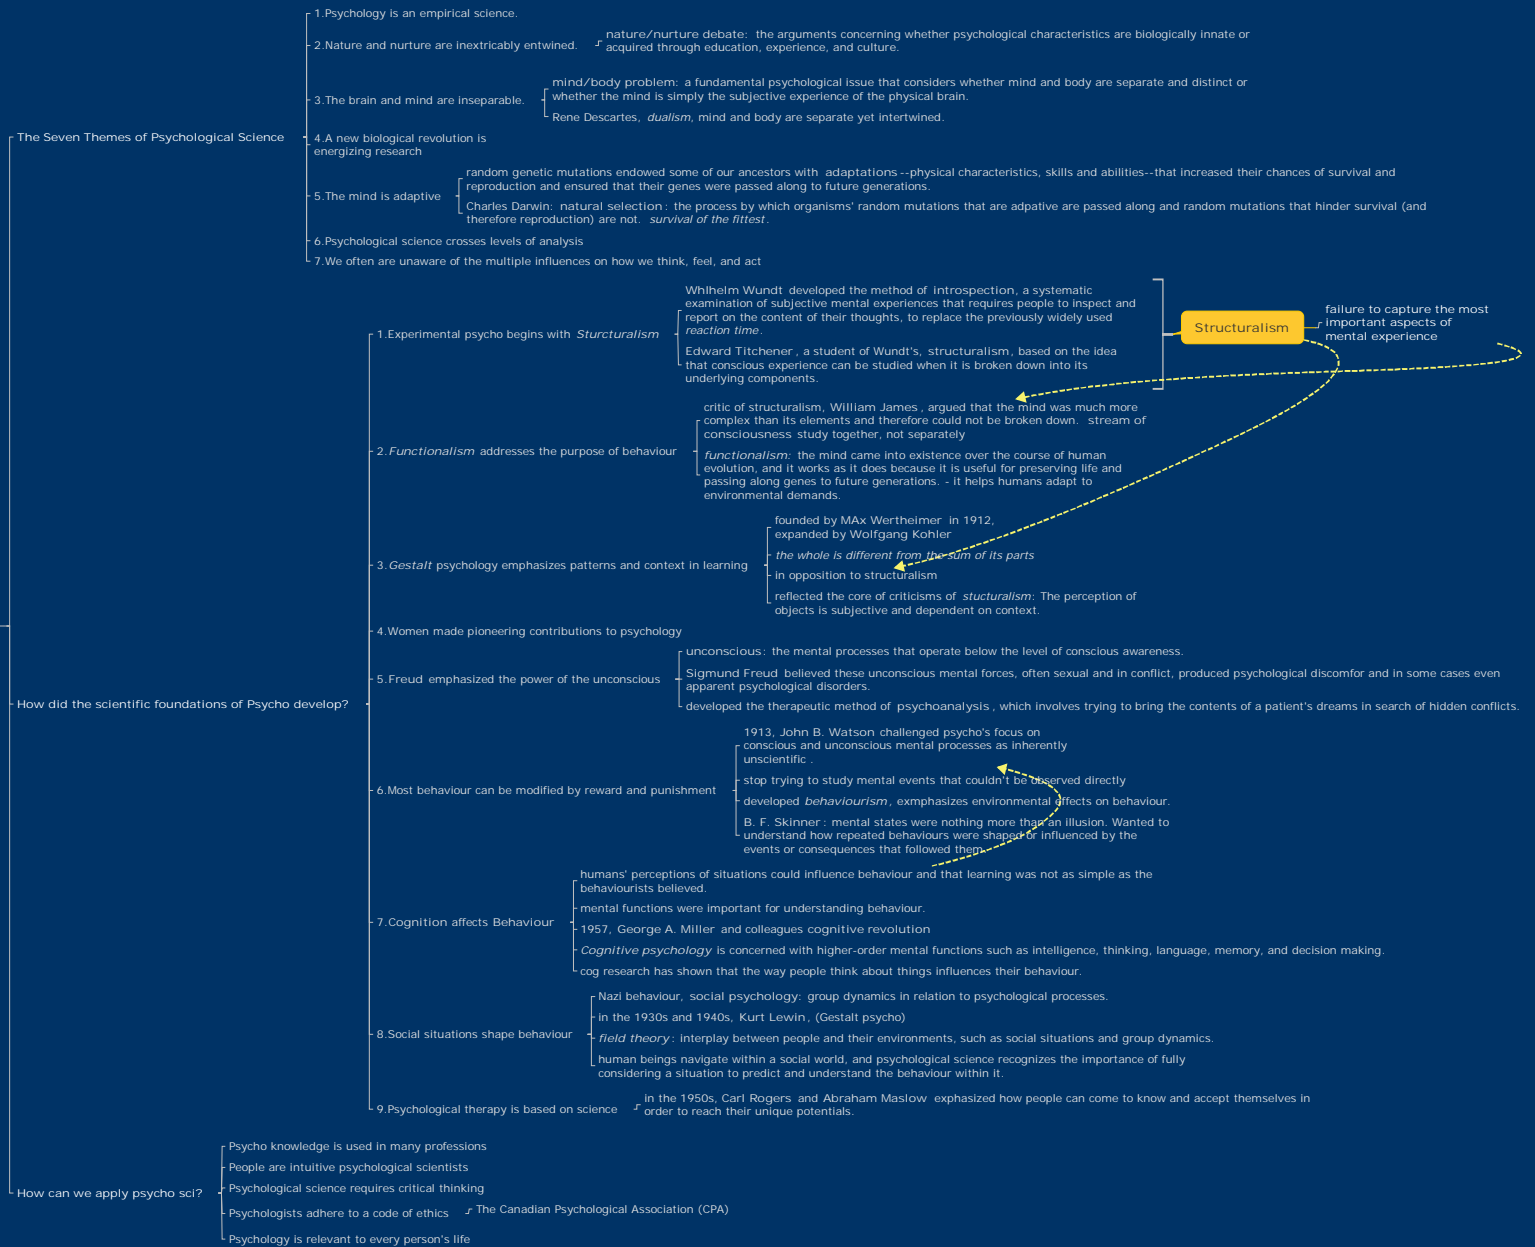 The Seven Themes of Psychological Science
1.Psychology is an empirical science.
2.Nature and nurture are inextricably entwined.
nature/nurture debate: the arguments concerning whether psychological characteristics are biologically innate or
acquired through education, experience, and culture.
3.The brain and mind are inseparable.
mind/body problem: a fundamental psychological issue that considers whether mind and body are separate and distinct or
whether the mind is simply the subjective experience of the physical brain.
Rene Descartes, dualism, mind and body are separate yet intertwined.
4.A new biological revolution is
energizing research
5.The mind is adaptive
random genetic mutations endowed some of our ancestors with adaptations--physical characteristics, skills and abilities--that increased their chances of survival and
reproduction and ensured that their genes were passed along to future generations.
Charles Darwin: natural selection: the process by which organisms' random mutations that are adpative are passed along and random mutations that hinder survival (and
therefore reproduction) are not. survival of the fittest.
6.Psychological science crosses levels of analysis
7.We often are unaware of the multiple influences on how we think, feel, and act
How did the scientific foundations of Psycho develop?
1.Experimental psycho begins with Sturcturalism
Whlhelm Wundt developed the method of introspection, a systematic
examination of subjective mental experiences that requires people to inspect and
report on the content of their thoughts, to replace the previously widely used
reaction time.
Edward Titchener, a student of Wundt's, structuralism, based on the idea
that conscious experience can be studied when it is broken down into its
underlying components.
Structuralism
failure to capture the most
important aspects of
mental experience
2.Functionalism addresses the purpose of behaviour
critic of structuralism, William James, argued that the mind was much more
complex than its elements and therefore could not be broken down. stream of
consciousness study together, not separately
functionalism: the mind came into existence over the course of human
evolution, and it works as it does because it is useful for preserving life and
passing along genes to future generations. - it helps humans adapt to
environmental demands.
3.Gestalt psychology emphasizes patterns and context in learning
founded by MAx Wertheimer in 1912,
expanded by Wolfgang Kohler
the whole is different from the sum of its parts
in opposition to structuralism
reflected the core of criticisms of stucturalism: The perception of
objects is subjective and dependent on context.
4.Women made pioneering contributions to psychology
5.Freud emphasized the power of the unconscious
unconscious: the mental processes that operate below the level of conscious awareness.
Sigmund Freud believed these unconscious mental forces, often sexual and in conflict, produced psychological discomfor and in some cases even
apparent psychological disorders.
developed the therapeutic method of psychoanalysis, which involves trying to bring the contents of a patient's dreams in search of hidden conflicts.
6.Most behaviour can be modified by reward and punishment
1913, John B. Watson challenged psycho's focus on
conscious and unconscious mental processes as inherently
unscientific .
stop trying to study mental events that couldn't be observed directly
developed behaviourism, exmphasizes environmental effects on behaviour.
B. F. Skinner: mental states were nothing more than an illusion. Wanted to
understand how repeated behaviours were shaped or influenced by the
events or consequences that followed them.
7.Cognition affects Behaviour
humans' perceptions of situations could influence behaviour and that learning was not as simple as the
behaviourists believed.
mental functions were important for understanding behaviour.
1957, George A. Miller and colleagues cognitive revolution
Cognitive psychology is concerned with higher-order mental functions such as intelligence, thinking, language, memory, and decision making.
cog research has shown that the way people think about things influences their behaviour.
8.Social situations shape behaviour
Nazi behaviour, social psychology: group dynamics in relation to psychological processes.
in the 1930s and 1940s, Kurt Lewin, (Gestalt psycho)
field theory: interplay between people and their environments, such as social situations and group dynamics.
human beings navigate within a social world, and psychological science recognizes the importance of fully
considering a situation to predict and understand the behaviour within it.
9.Psychological therapy is based on science
in the 1950s, Carl Rogers and Abraham Maslow exphasized how people can come to know and accept themselves in
order to reach their unique potentials.
How can we apply psycho sci?
Psycho knowledge is used in many professions
People are intuitive psychological scientists
Psychological science requires critical thinking
Psychologists adhere to a code of ethics
The Canadian Psychological Association (CPA)
Psychology is relevant to every person's life